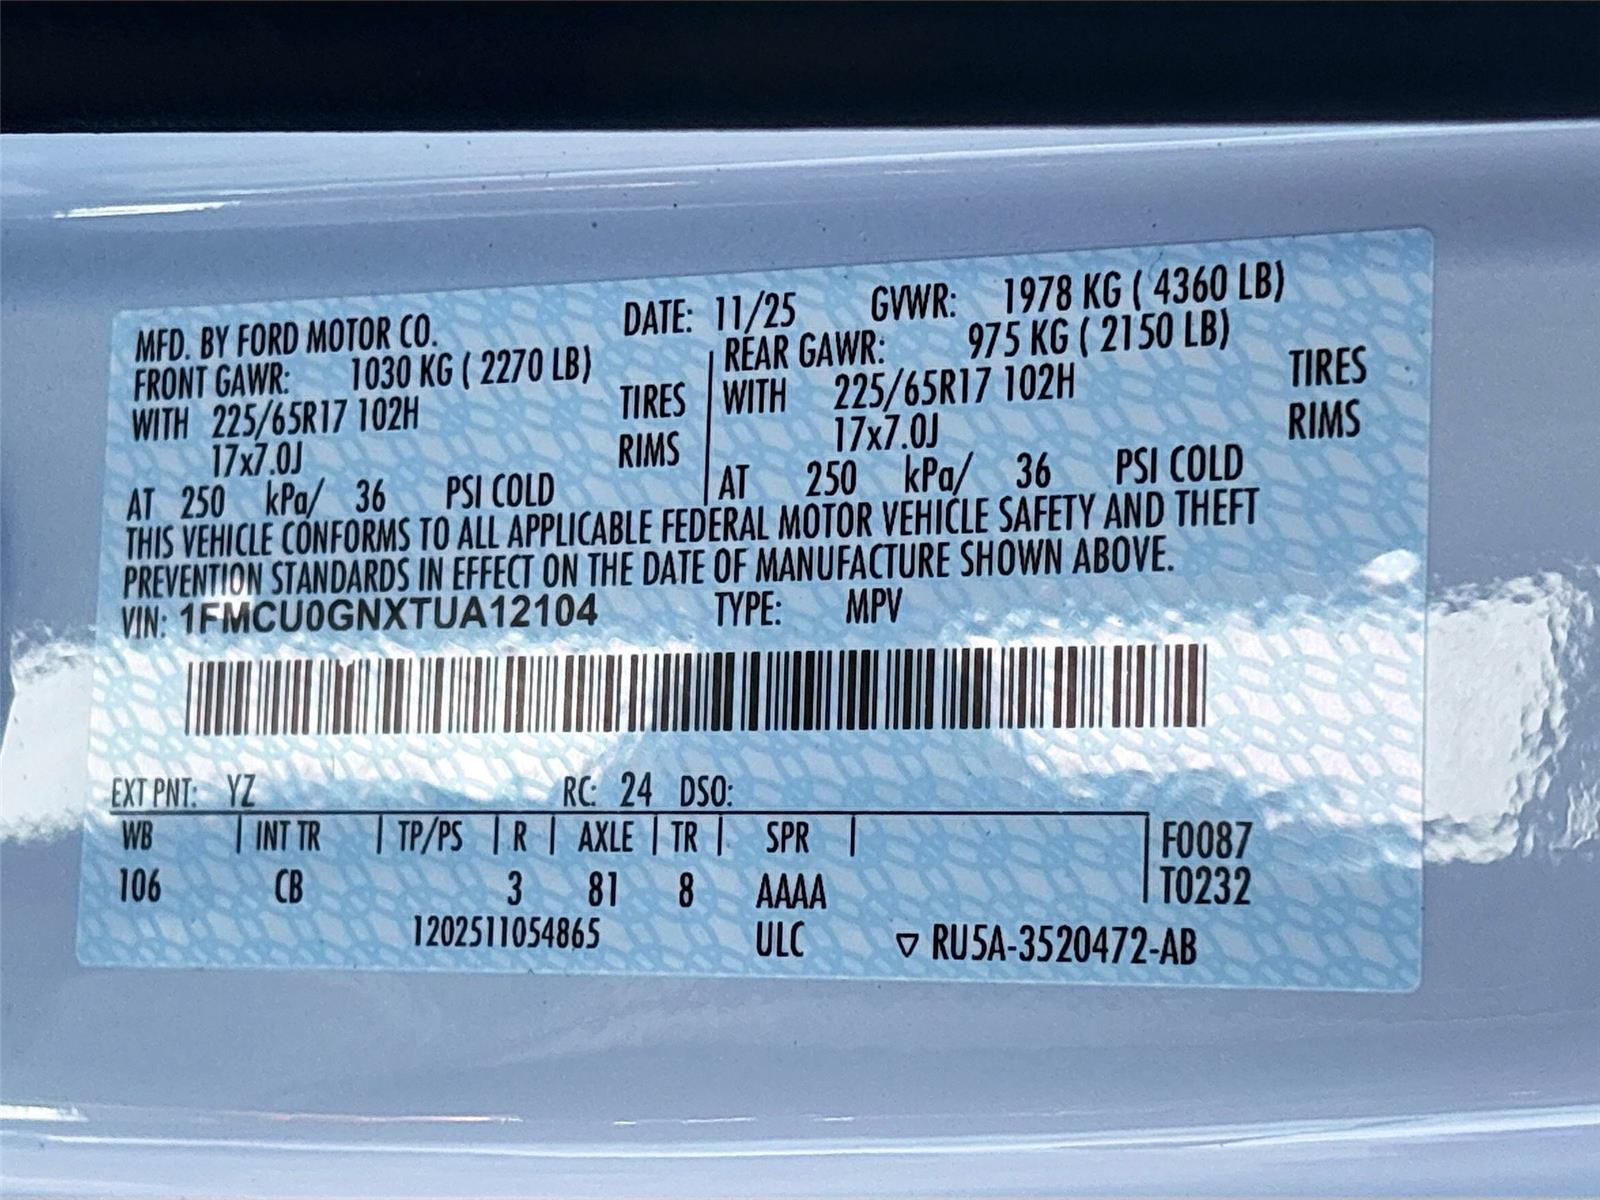 MFD. BY FORD MOTOR CO. DATE: 11/25 GVWR: 1978 KG ( 4360 LB)
FRONT GAWR: 1030 KG ( 2270 LB) REAR GAWR: 975 KG ( 2150 LB)
WITH 225/65R17 102H TIRES WITH 225/65R17 102H TIRES
17x7.0J RIMS 17x7.0J RIMS
AT 250 kPa/ 36 PSI COLD AT 250 kPa/ 36 PSI COLD
THIS VEHICLE CONFORMS TO ALL APPLICABLE FEDERAL MOTOR VEHICLE SAFETY AND THEFT
PREVENTION STANDARDS IN EFFECT ON THE DATE OF MANUFACTURE SHOWN ABOVE.
VIN: 1FMCU0GNXTUA12104 TYPE: MPV
EXT PNT: YZ RC: 24 DSO:
WB INT TR TP/PS R AXLE TR SPR F0087
106 CB 3 81 8 AAAA T0232
1202511054865 ULC ▽ RU5A-3520472-AB